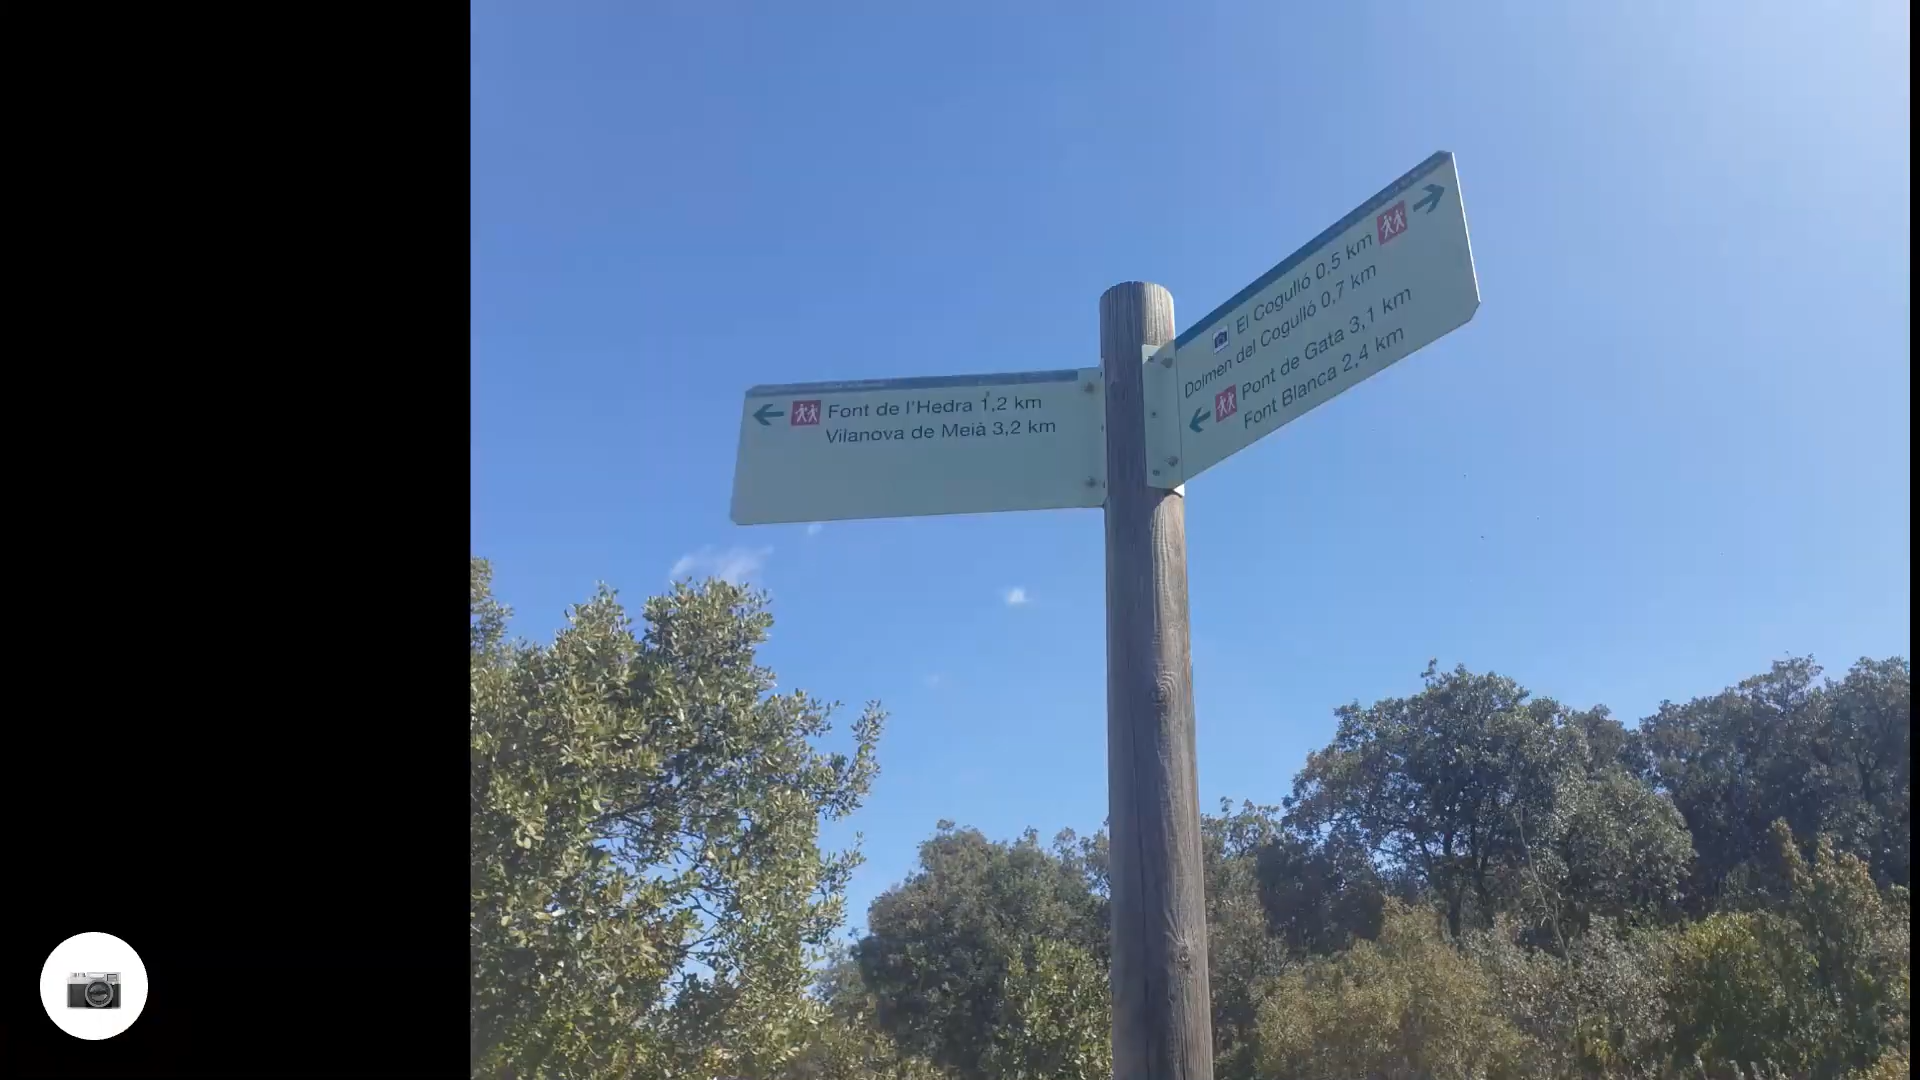 Font de l'Hedra 1,2 km
Vilanova de Meià 3,2 km
El Cogulló 0,5 km
Dolmen del Cogulló 0,7 km
Pont de Gata 3,1 km
Font Blanca 2,4 km